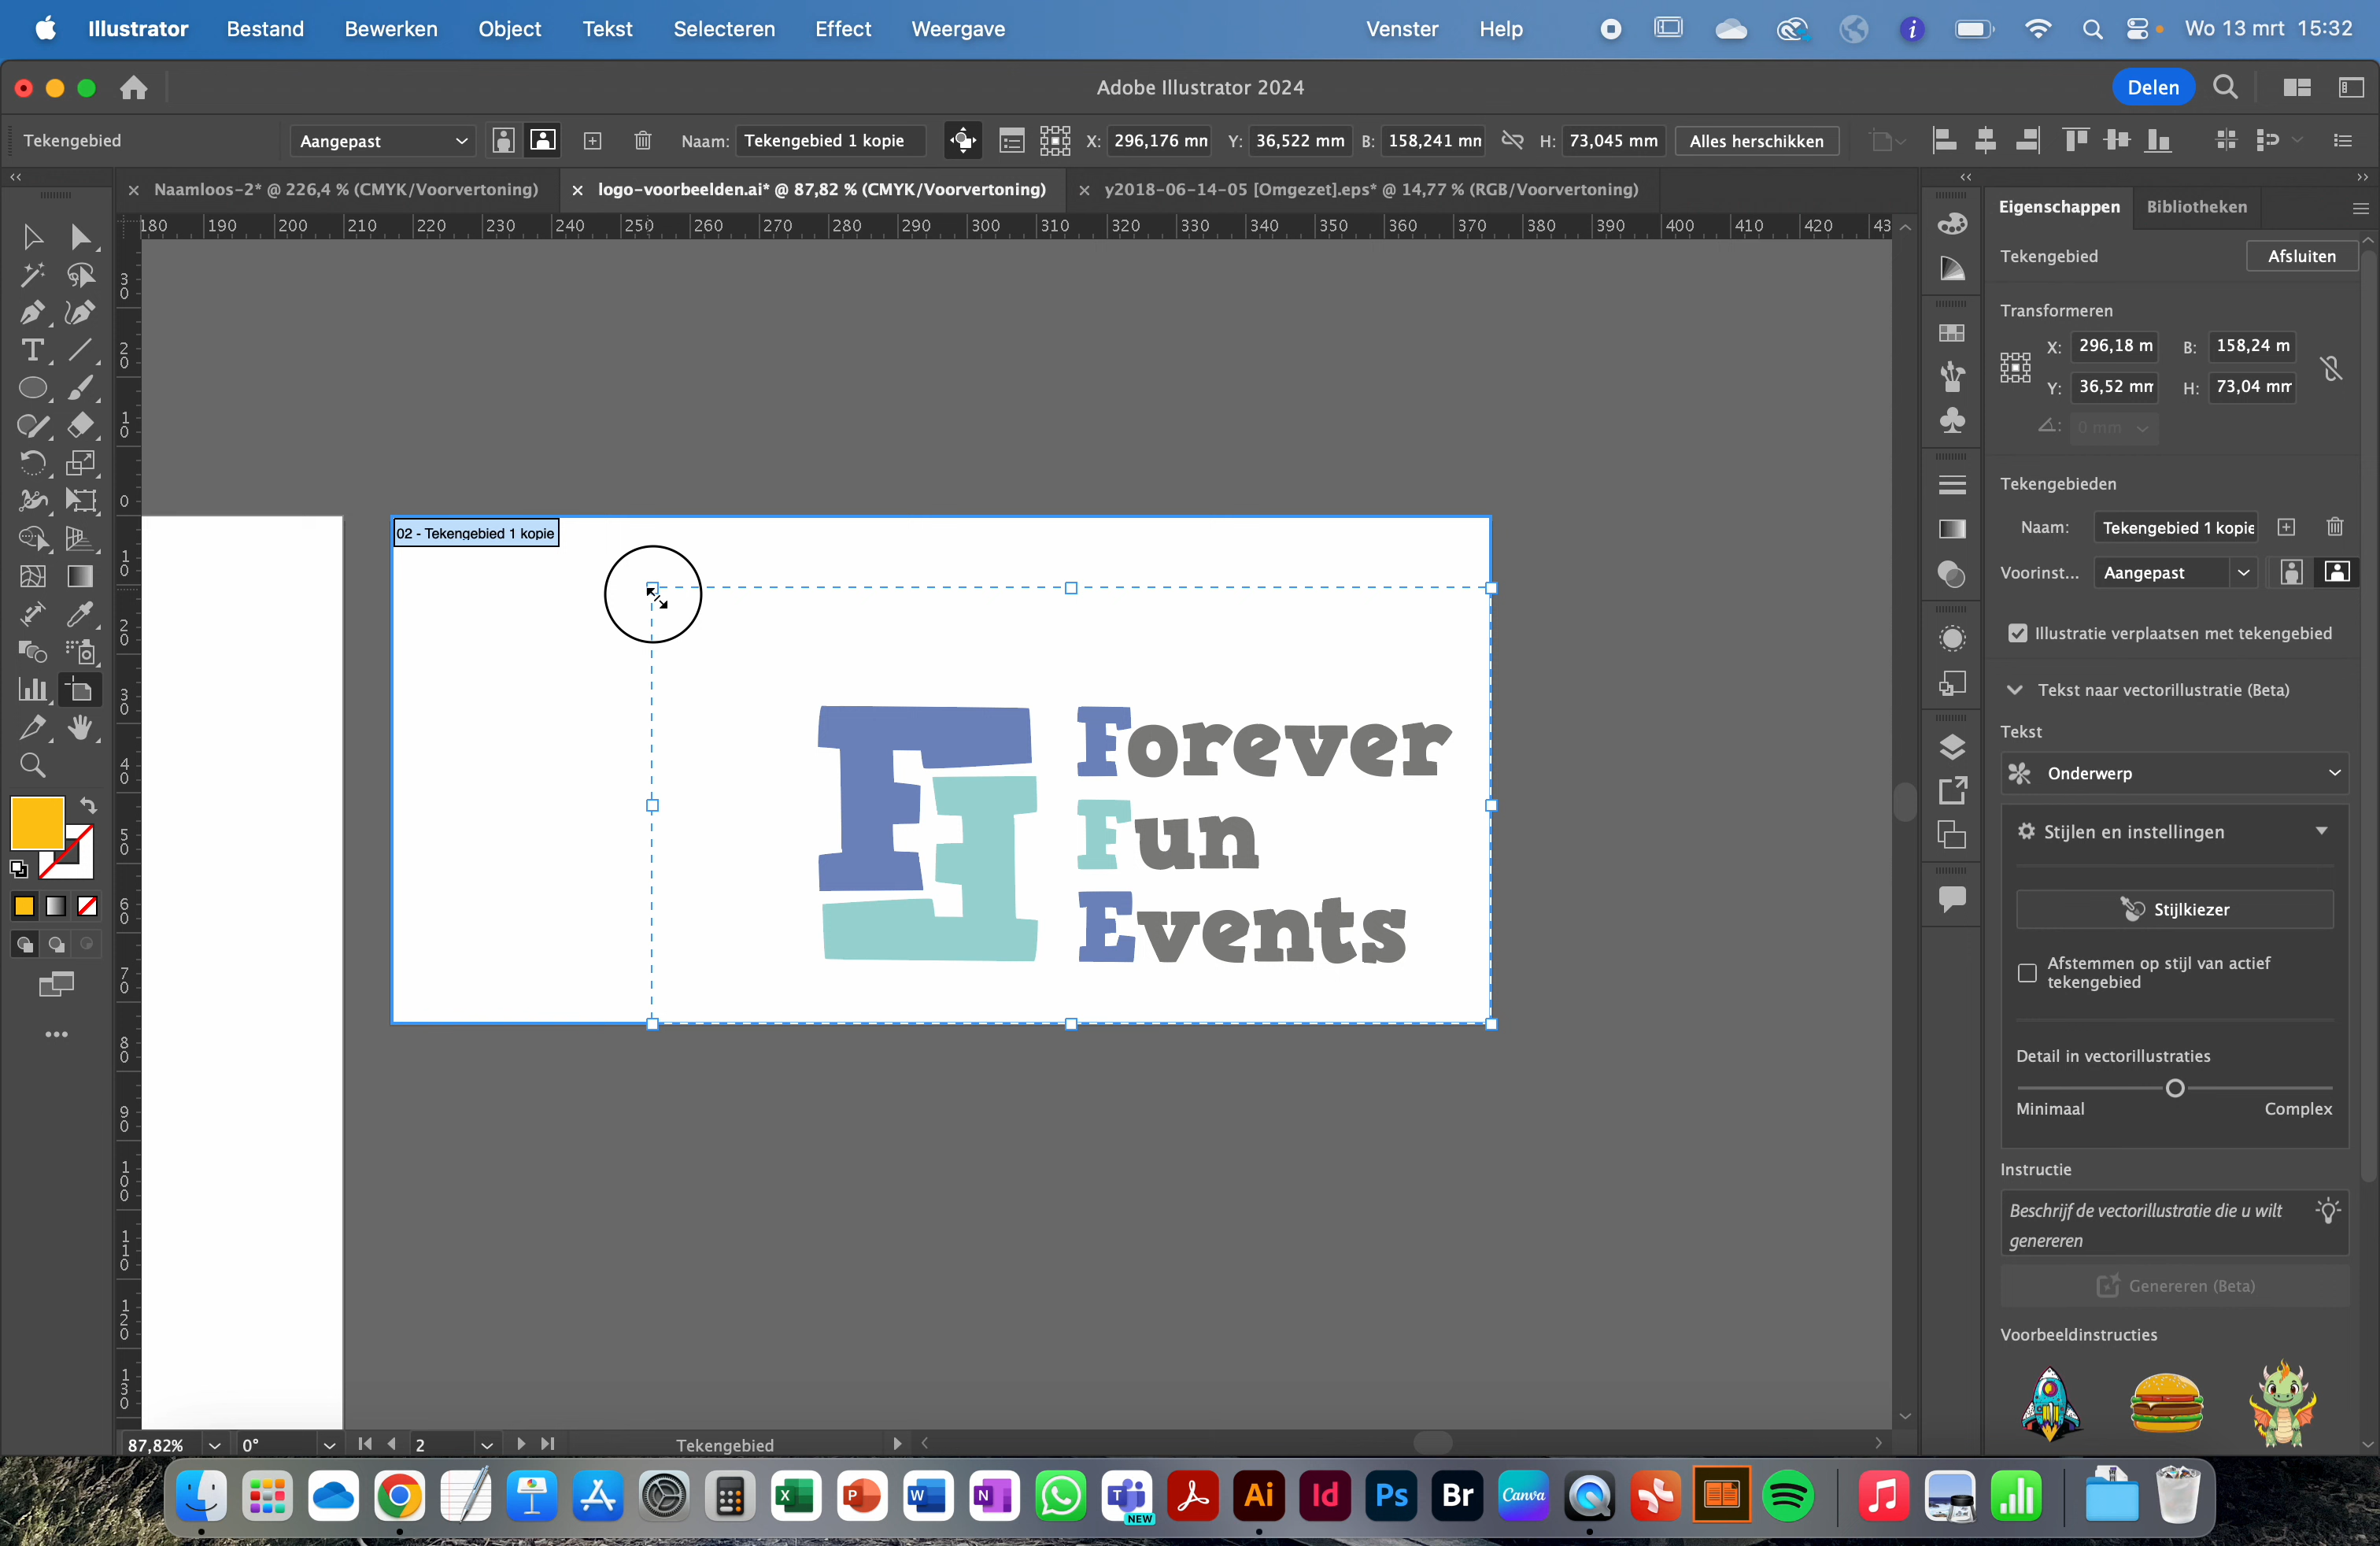 Illustrator Bestand Bewerken Object Tekst Selecteren Effect Weergave Venster Help Wo 13 mrt 15:32
Adobe Illustrator 2024 Delen
Tekengebied Aangepast Naam: Tekengebied 1 kopie X: 296,176 mn Y: 36,522 mm B: 158,241 mn H: 73,045 mm Alles herschikken
Naamloos-2* @ 226,4 % (CMYK/Voorvertoning) logo-voorbeelden.ai* @ 87,82 % (CMYK/Voorvertoning) y2018-06-14-05 [Omgezet].eps* @ 14,77 % (RGB/Voorvertoning)
180 190 200 210 220 230 240 250 260 270 280 290 300 310 320 330 340 350 360 370 380 390 400 410 420 43
30
20
10
0
10
20
30
40
50
60
70
80
90
100
110
120
130
02 - Tekengebied 1 kopie
Forever
Fun
Events
Eigenschappen Bibliotheken
Tekengebied Afsluiten
Transformeren
X: 296,18 m B: 158,24 m
Y: 36,52 mm H: 73,04 mm
0 mm
Tekengebieden
Naam: Tekengebied 1 kopie
Voorinst... Aangepast
Illustratie verplaatsen met tekengebied
Tekst naar vectorillustratie (Beta)
Tekst
Onderwerp
Stijlen en instellingen
Stijlkiezer
Afstemmen op stijl van actief
tekengebied
Detail in vectorillustraties
Minimaal Complex
Instructie
Beschrijf de vectorillustratie die u wilt
genereren
Genereren (Beta)
Voorbeeldinstructies
87,82% 0° 2 Tekengebied
X P W N T NEW Ai Id Ps Br Canva